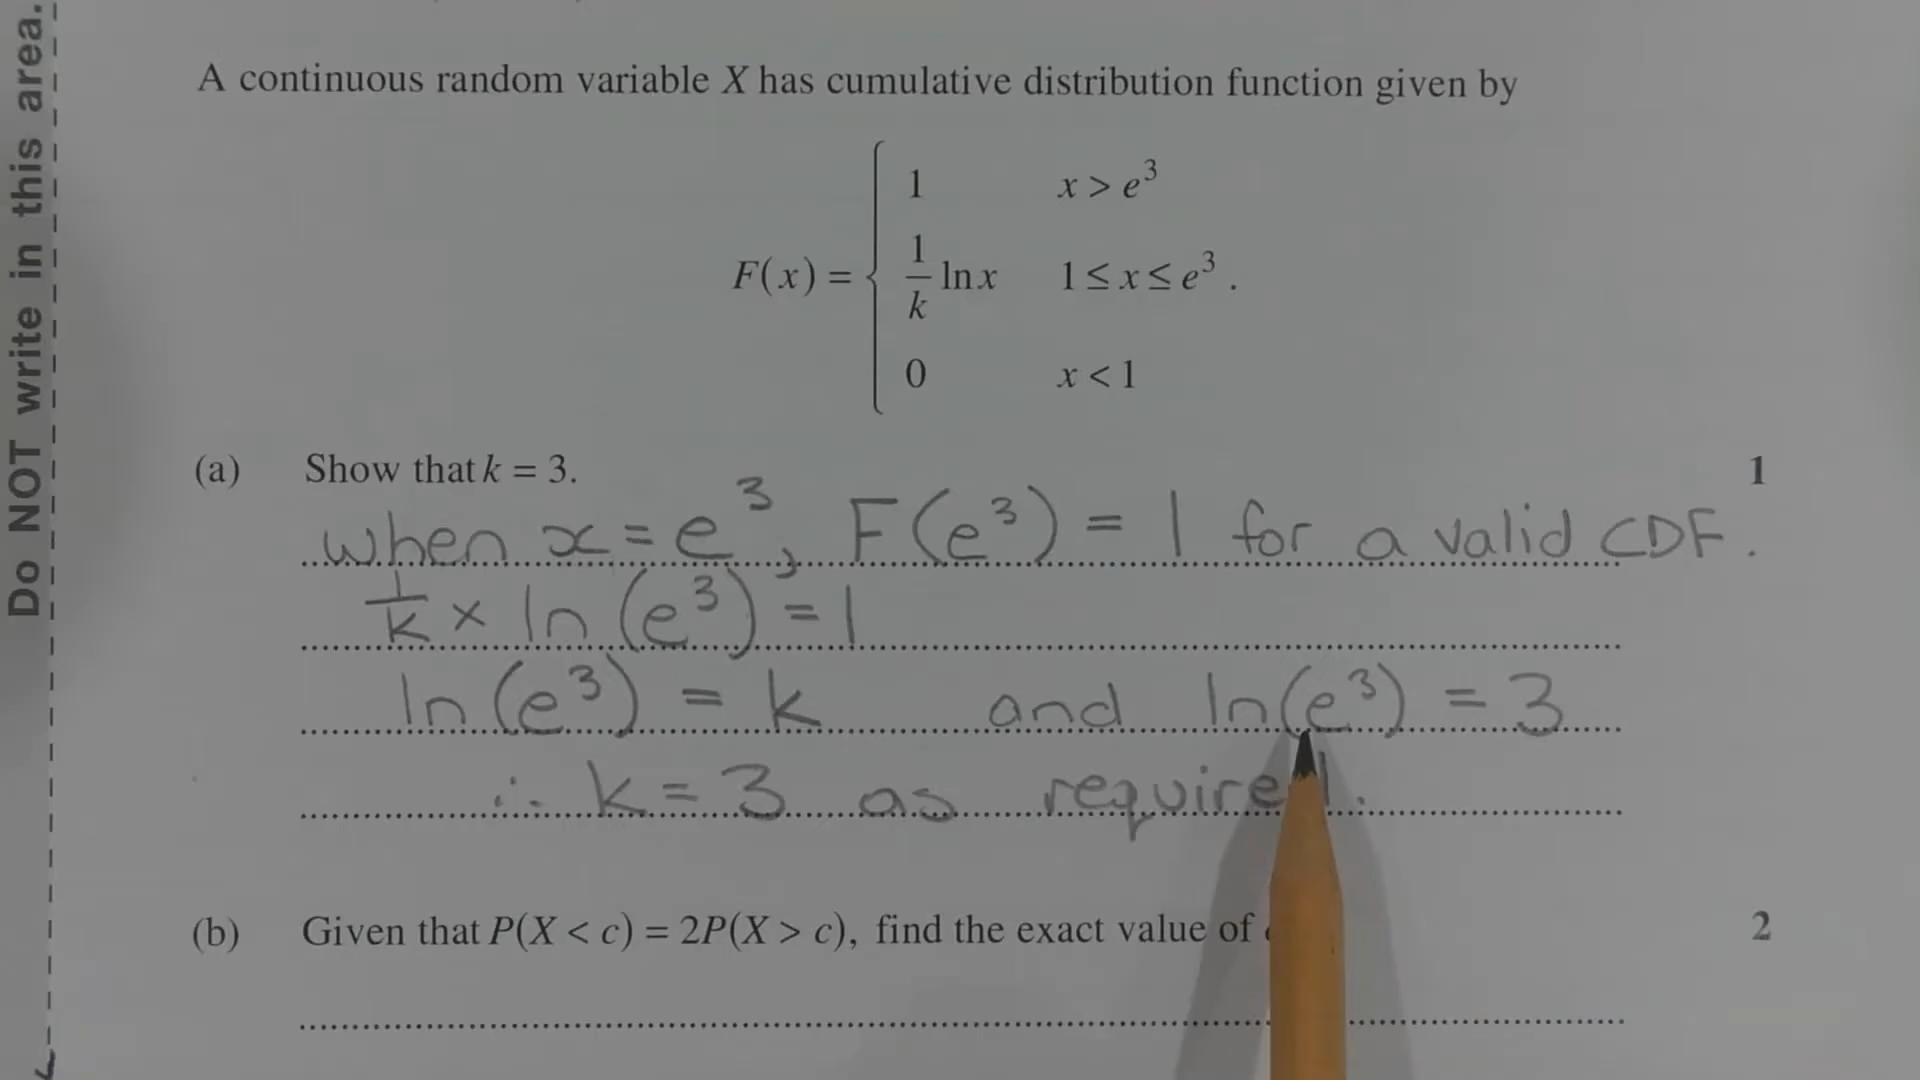 Do NOT write in this area.
A continuous random variable X has cumulative distribution function given by
F(x) = { 1 x > e³
1/k ln x 1 ≤ x ≤ e³ .
0 x < 1
(a) Show that k = 3. 1
when x = e³, F(e³) = 1 for a valid CDF.
1/k × ln(e³) = 1
ln(e³) = k and ln(e³) = 3
∴ k = 3 as required.
(b) Given that P(X < c) = 2P(X > c), find the exact value of 2